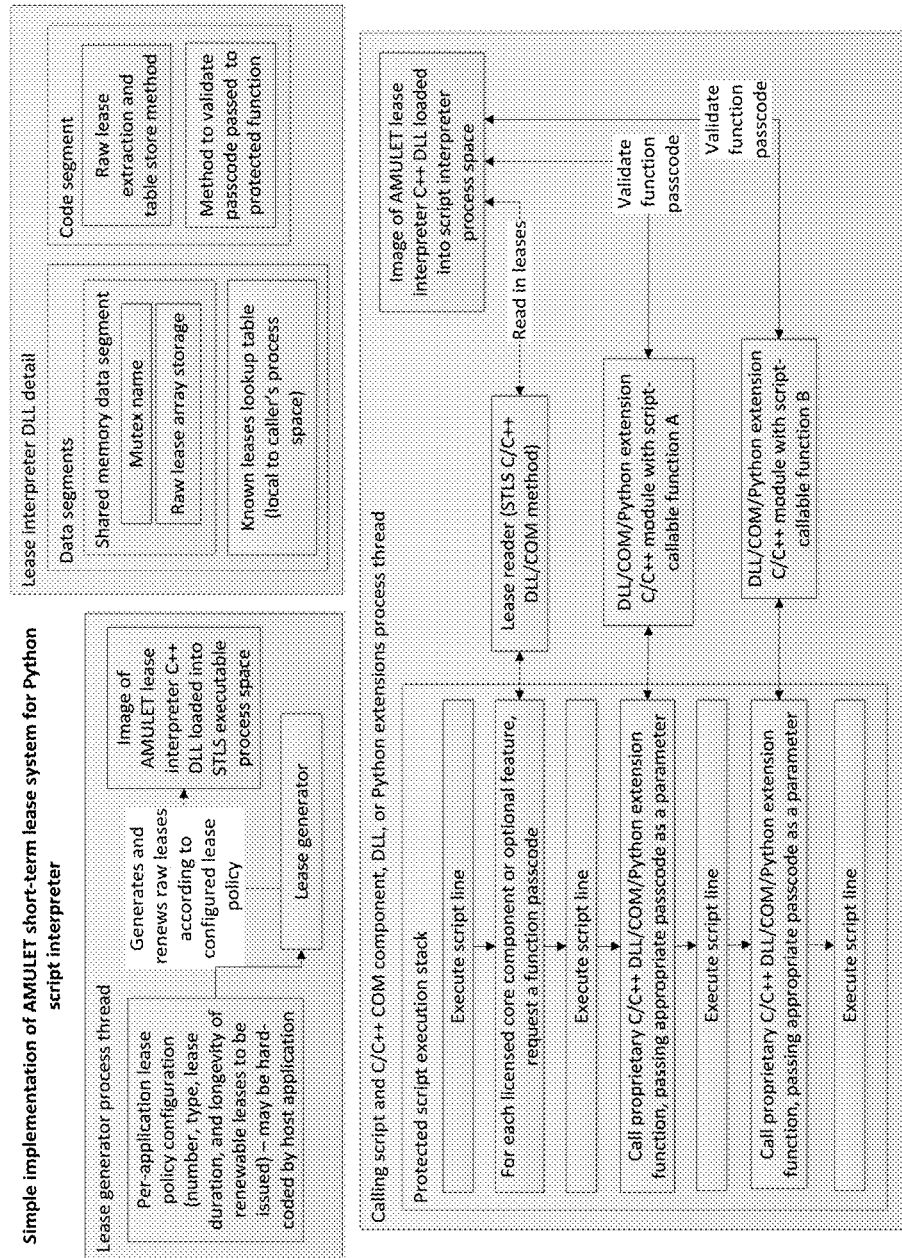 Simple implementation of AMULET short-term lease system for Python
script interpreter
Lease generator process thread
Per-application lease
policy configuration
(number, type, lease
duration, and longevity of
renewable leases to be
issued) – may be hard-
coded by host application
Generates and
renews raw leases
according to
configured lease
policy
Image of
AMULET lease
interpreter C++
DLL loaded into
STLS executable
process space
Lease generator
Lease interpreter DLL detail
Data segments
Shared memory data segment
Mutex name
Raw lease array storage
Known leases lookup table
(local to caller's process
space)
Code segment
Raw lease
extraction and
table store method
Method to validate
passcode passed to
protected function
Calling script and C/C++ COM component, DLL, or Python extensions process thread
Protected script execution stack
Execute script line
For each licensed core component or optional feature,
request a function passcode
Execute script line
Call proprietary C/C++ DLL/COM/Python extension
function, passing appropriate passcode as a parameter
Execute script line
Call proprietary C/C++ DLL/COM/Python extension
function, passing appropriate passcode as a parameter
Execute script line
Lease reader (STLS C/C++
DLL/COM method)
DLL/COM/Python extension
C/C++ module with script-
callable function A
DLL/COM/Python extension
C/C++ module with script-
callable function B
Read in leases
Image of AMULET lease
interpreter C++ DLL loaded
into script interpreter
process space
Validate
function
passcode
Validate
function
passcode